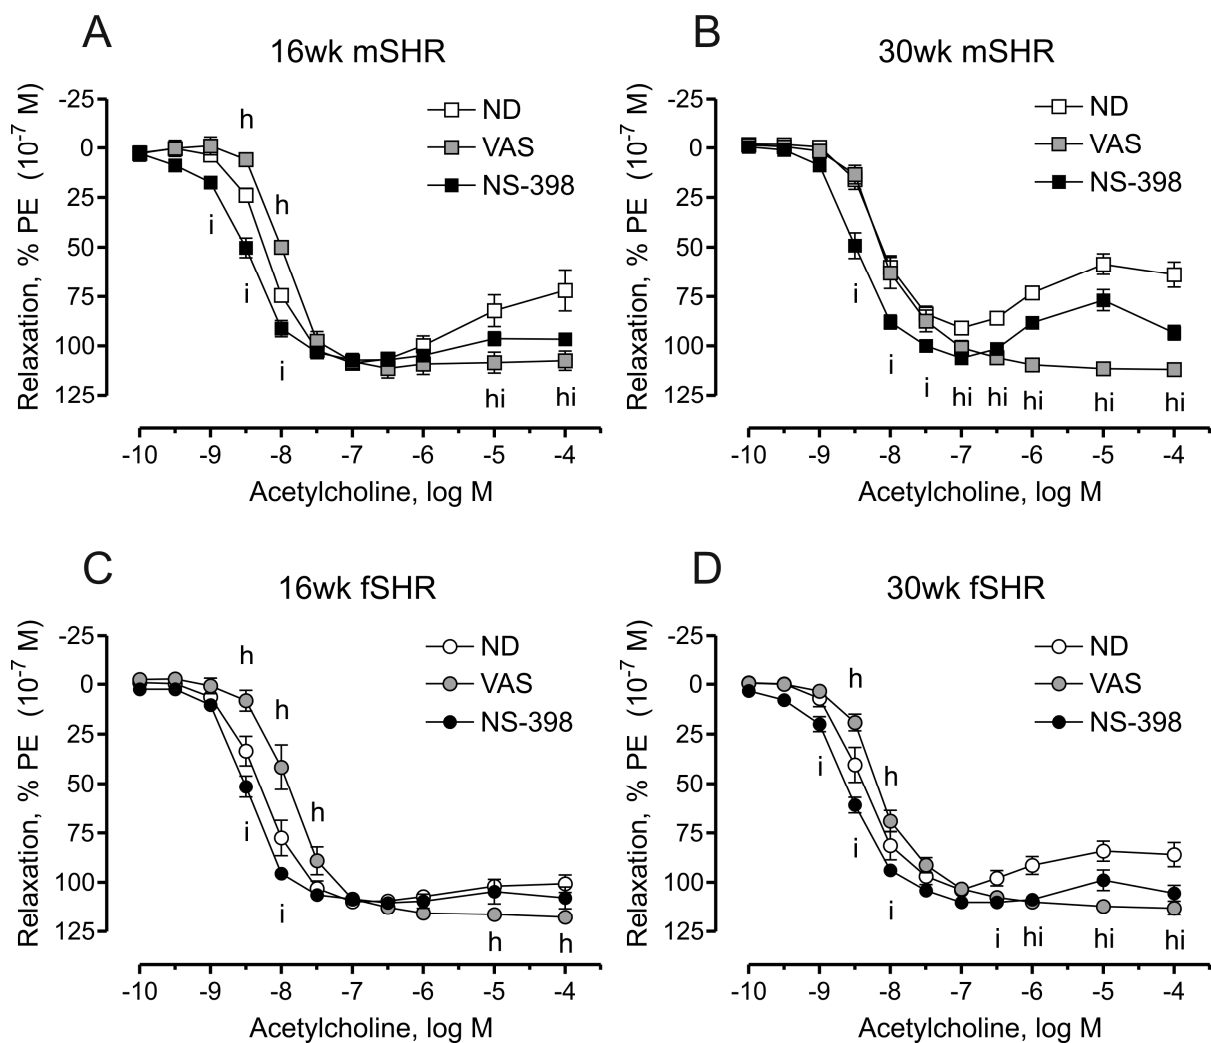 A
16wk mSHR
Relaxation, % PE (10-7 M)
-25
0
25
50
75
100
125
ND
VAS
NS-398
h
h
i
i
i
hi
hi
-10 -9 -8 -7 -6 -5 -4
Acetylcholine, log M
B
30wk mSHR
Relaxation, % PE (10-7 M)
-25
0
25
50
75
100
125
ND
VAS
NS-398
i
i
i
hi hi hi hi hi
-10 -9 -8 -7 -6 -5 -4
Acetylcholine, log M
C
16wk fSHR
Relaxation, % PE (10-7 M)
-25
0
25
50
75
100
125
ND
VAS
NS-398
h
h
h
i
i
h h
-10 -9 -8 -7 -6 -5 -4
Acetylcholine, log M
D
30wk fSHR
Relaxation, % PE (10-7 M)
-25
0
25
50
75
100
125
ND
VAS
NS-398
h
h
i
i
i
i hi hi hi
-10 -9 -8 -7 -6 -5 -4
Acetylcholine, log M